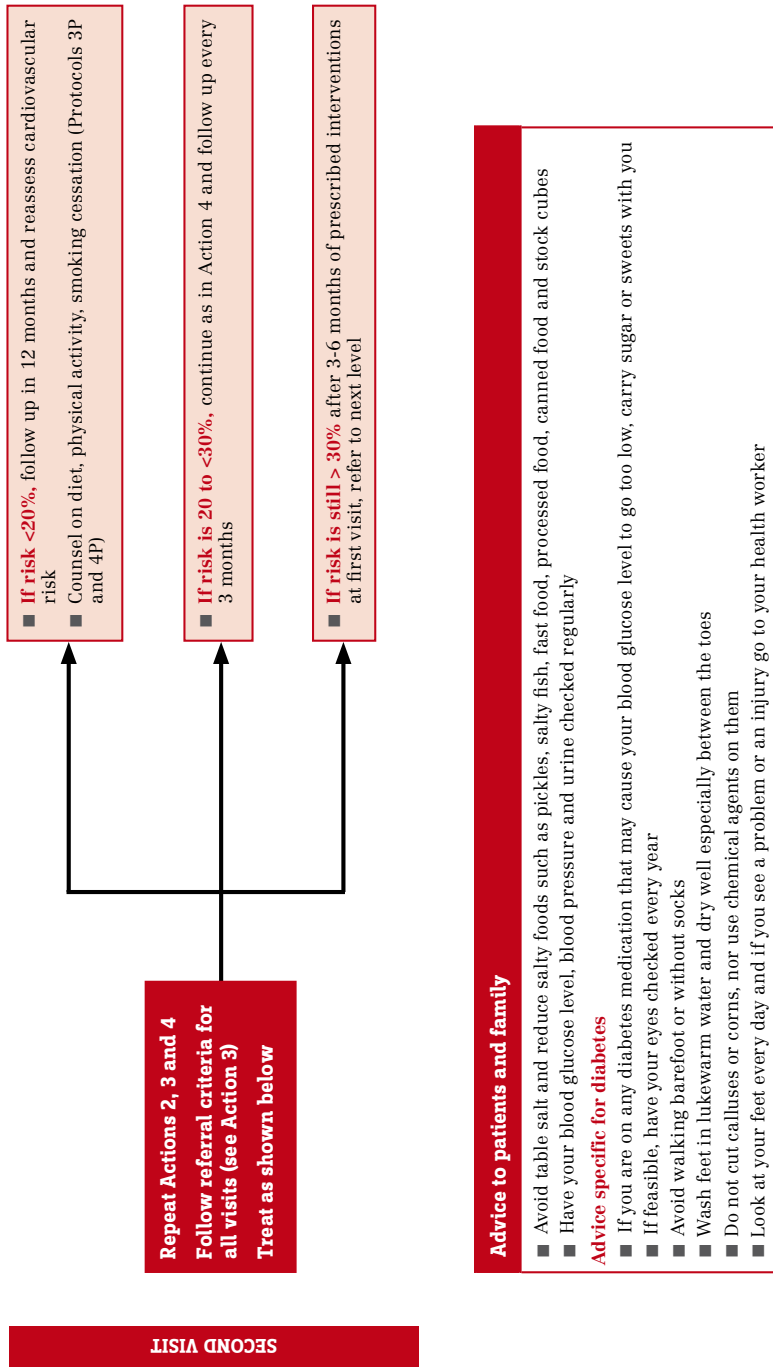 SECOND VISIT
Repeat Actions 2, 3 and 4
Follow referral criteria for
all visits (see Action 3)
Treat as shown below
■ If risk <20%, follow up in 12 months and reassess cardiovascular
risk
■ Counsel on diet, physical activity, smoking cessation (Protocols 3P
and 4P)
■ If risk is 20 to <30%, continue as in Action 4 and follow up every
3 months
■ If risk is still > 30% after 3-6 months of prescribed interventions
at first visit, refer to next level
Advice to patients and family
■ Avoid table salt and reduce salty foods such as pickles, salty fish, fast food, processed food, canned food and stock cubes
■ Have your blood glucose level, blood pressure and urine checked regularly
Advice specific for diabetes
■ If you are on any diabetes medication that may cause your blood glucose level to go too low, carry sugar or sweets with you
■ If feasible, have your eyes checked every year
■ Avoid walking barefoot or without socks
■ Wash feet in lukewarm water and dry well especially between the toes
■ Do not cut calluses or corns, nor use chemical agents on them
■ Look at your feet every day and if you see a problem or an injury go to your health worker